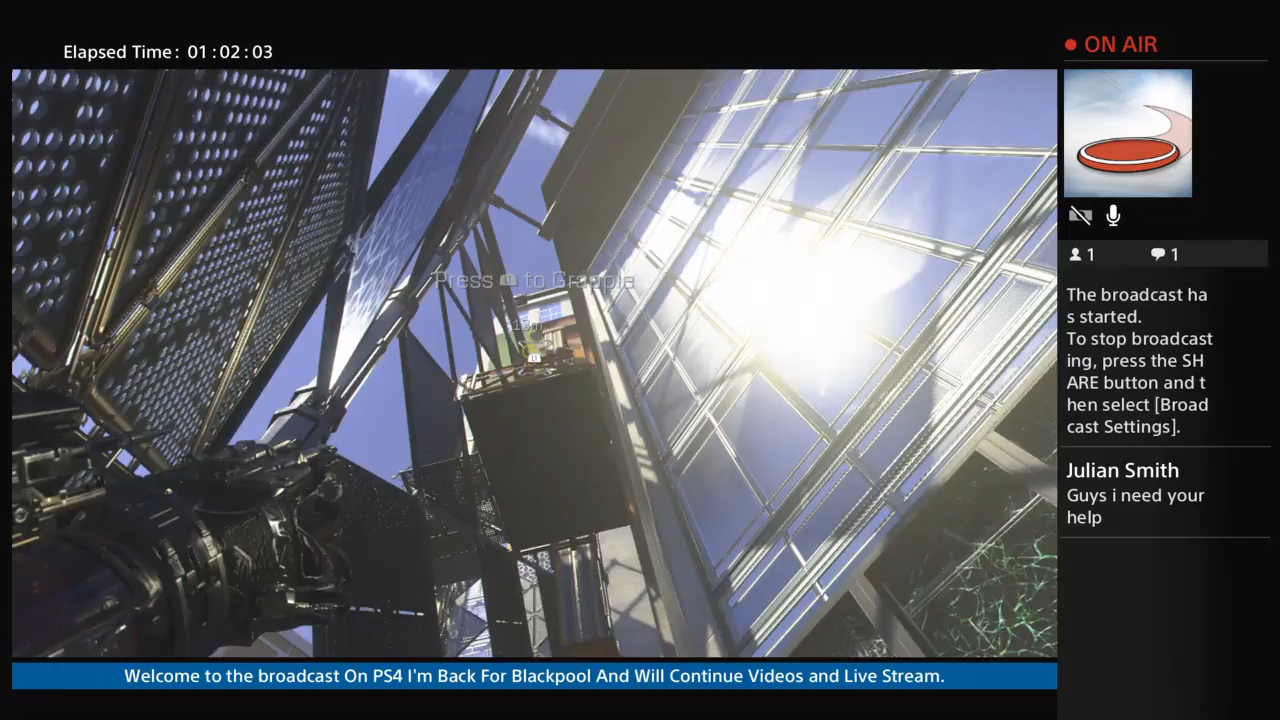 Elapsed Time: 01:02:03
ON AIR
Press L1 to Grapple
1
1
The broadcast ha
s started.
To stop broadcast
ing, press the SH
ARE button and t
hen select [Broad
cast Settings].
Julian Smith
Guys i need your
help
Welcome to the broadcast On PS4 I'm Back For Blackpool And Will Continue Videos and Live Stream.